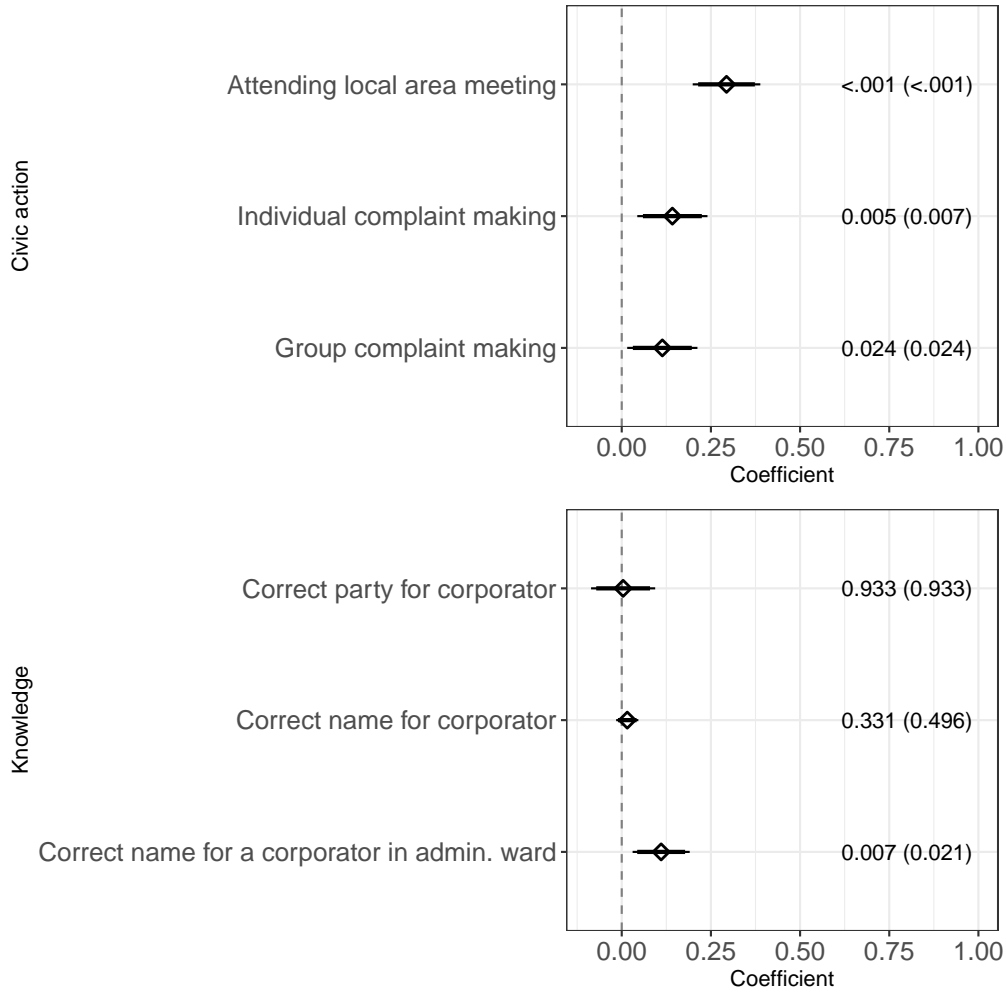 Civic action
Attending local area meeting
<.001 (<.001)
Individual complaint making
0.005 (0.007)
Group complaint making
0.024 (0.024)
0.00 0.25 0.50 0.75 1.00
Coefficient
Knowledge
Correct party for corporator
0.933 (0.933)
Correct name for corporator
0.331 (0.496)
Correct name for a corporator in admin. ward
0.007 (0.021)
0.00 0.25 0.50 0.75 1.00
Coefficient